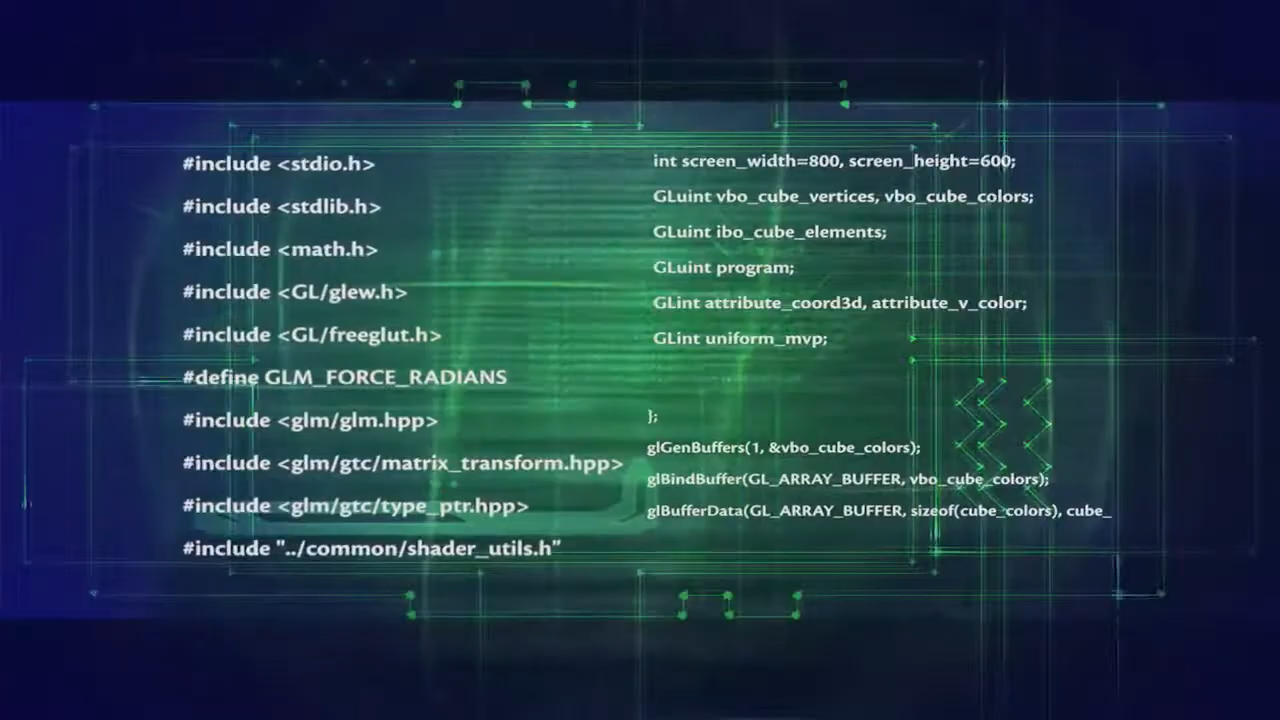 #include <stdio.h>
#include <stdlib.h>
#include <math.h>
#include <GL/glew.h>
#include <GL/freeglut.h>
#define GLM_FORCE_RADIANS
#include <glm/glm.hpp>
#include <glm/gtc/matrix_transform.hpp>
#include <glm/gtc/type_ptr.hpp>
#include "../common/shader_utils.h"
int screen_width=800, screen_height=600;
GLuint vbo_cube_vertices, vbo_cube_colors;
GLuint ibo_cube_elements;
GLuint program;
GLint attribute_coord3d, attribute_v_color;
GLint uniform_mvp;
};
glGenBuffers(1, &vbo_cube_colors);
glBindBuffer(GL_ARRAY_BUFFER, vbo_cube_colors);
glBufferData(GL_ARRAY_BUFFER, sizeof(cube_colors), cube_